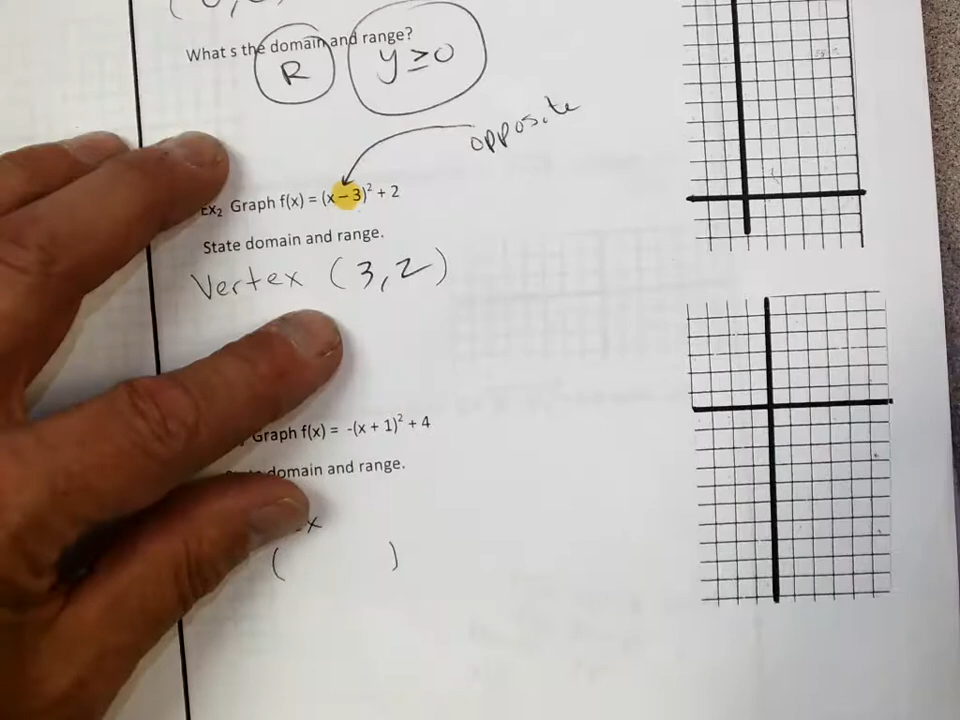 What s the domain and range?
R y ≥ 0
opposite
Ex₂ Graph f(x) = (x – 3)² + 2
State domain and range.
Vertex (3,2)
Graph f(x) = -(x + 1)² + 4
domain and range.
x
( )